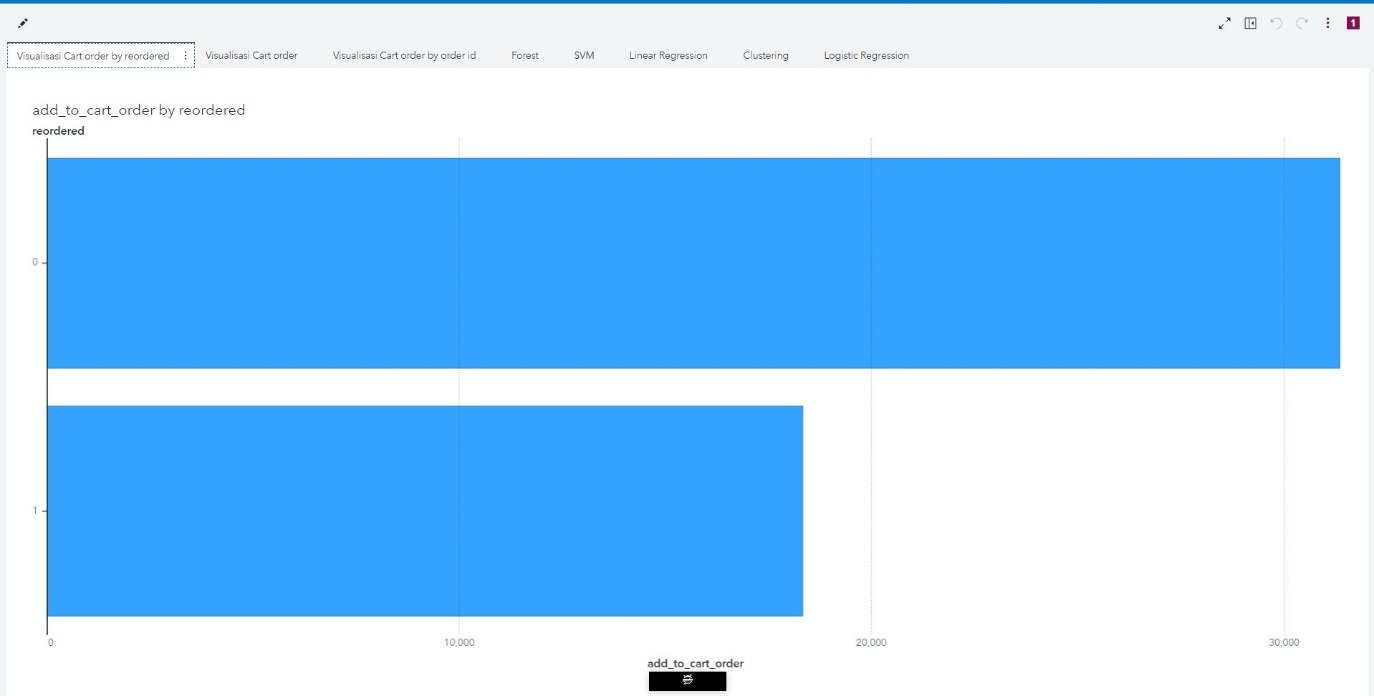 1
Visualisasi Cart order by reordered
Visualisasi Cart order
Visualisasi Cart order by order id
Forest
SVM
Linear Regression
Clustering
Logistic Regression
add_to_cart_order by reordered
reordered
0
1
0
10,000
20,000
30,000
add_to_cart_order